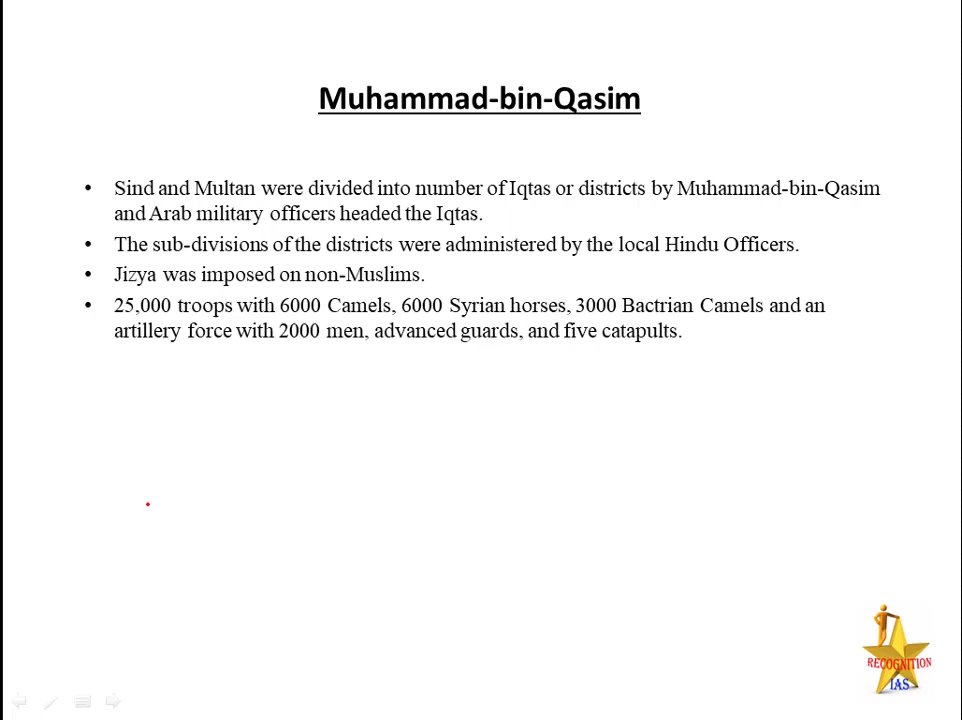 Muhammad-bin-Qasim
• Sind and Multan were divided into number of Iqtas or districts by Muhammad-bin-Qasim
and Arab military officers headed the Iqtas.
• The sub-divisions of the districts were administered by the local Hindu Officers.
• Jizya was imposed on non-Muslims.
• 25,000 troops with 6000 Camels, 6000 Syrian horses, 3000 Bactrian Camels and an
artillery force with 2000 men, advanced guards, and five catapults.
RECOGNITION
IAS